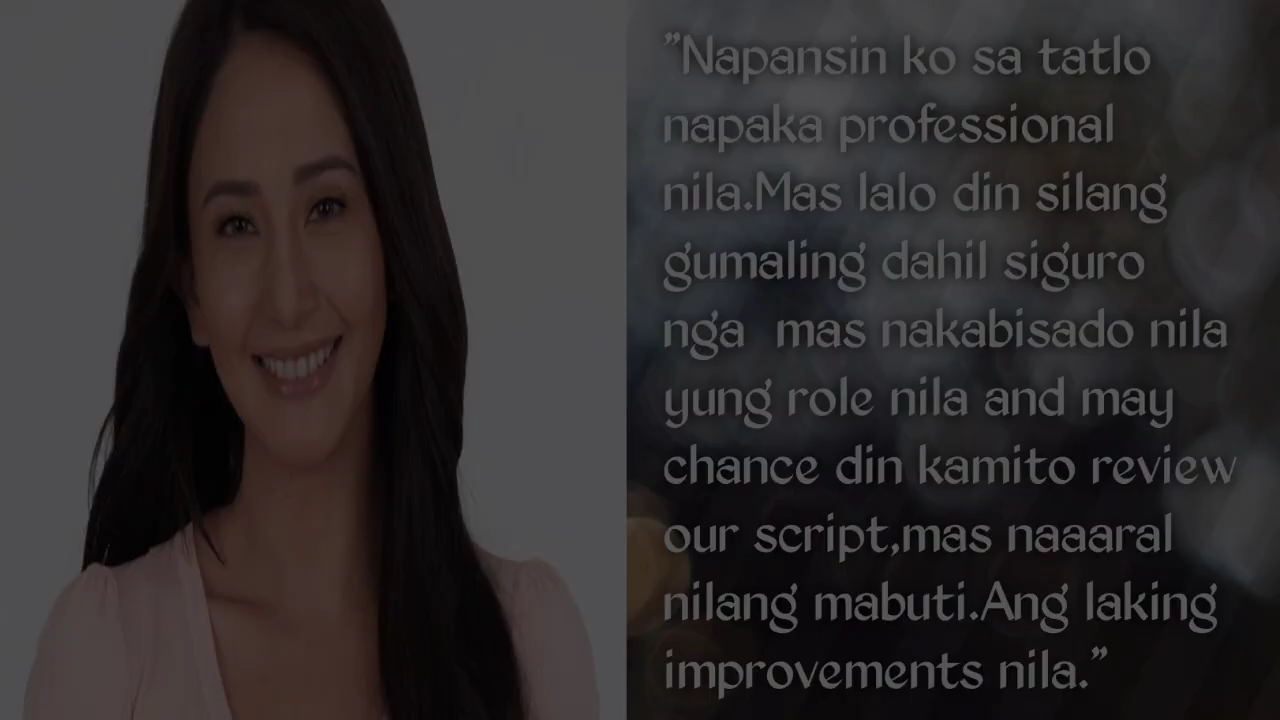 "Napansin ko sa tatlo
napaka professional
nila.Mas lalo din silang
gumaling dahil siguro
nga  mas nakabisado nila
yung role nila and may
chance din kamito review
our script,mas naaaral
nilang mabuti.Ang laking
improvements nila."